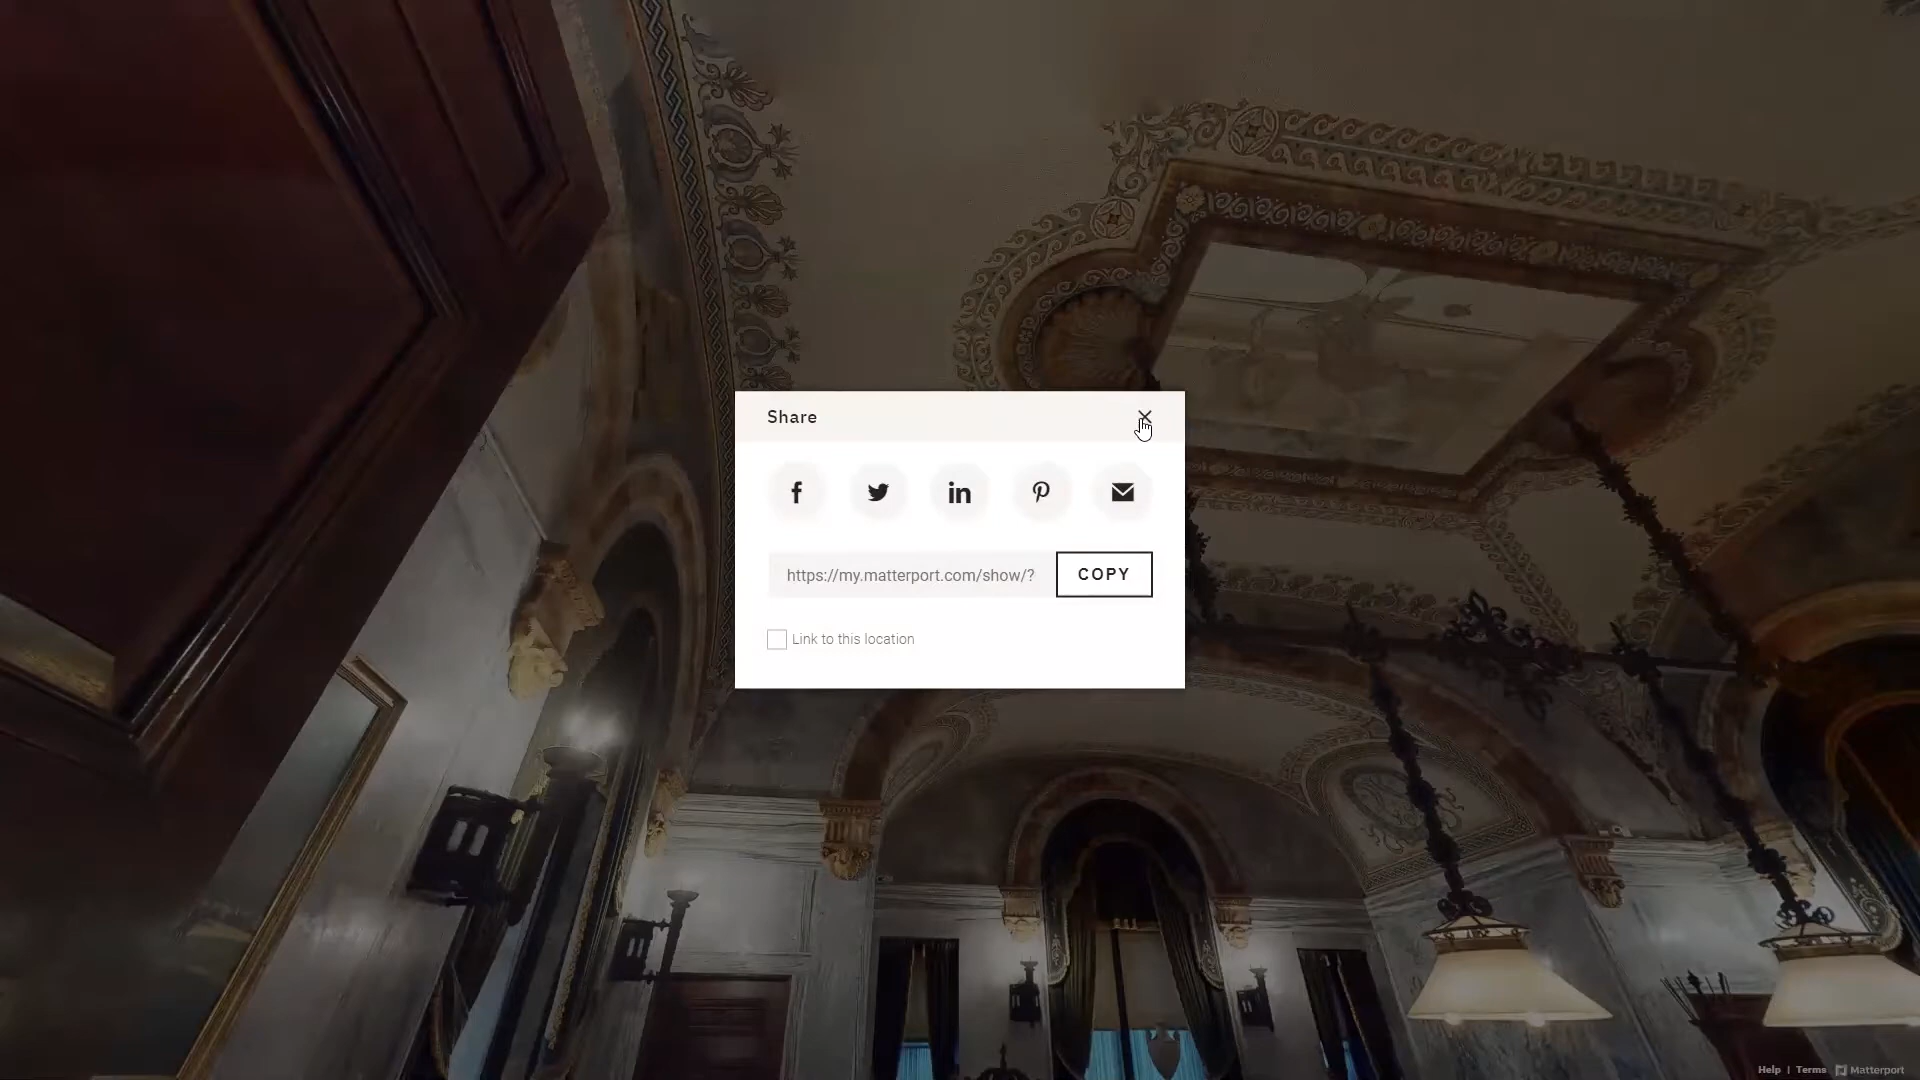 Share
https://my.matterport.com/show/?
COPY
Link to this location
Help | Terms Matterport